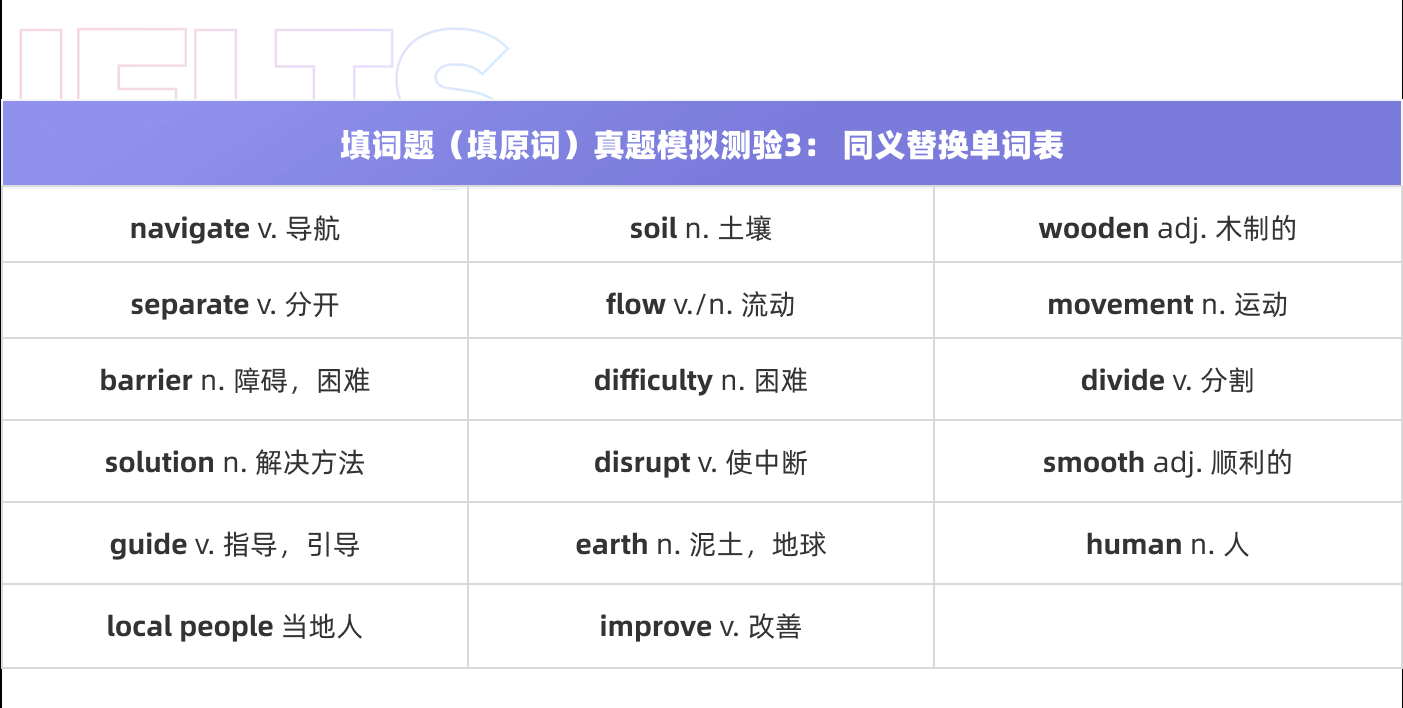 IELTS
填词题（填原词）真题模拟测验3： 同义替换单词表
navigate v. 导航
soil n. 土壤
wooden adj. 木制的
separate v. 分开
flow v./n. 流动
movement n. 运动
barrier n. 障碍，困难
difficulty n. 困难
divide v. 分割
solution n. 解决方法
disrupt v. 使中断
smooth adj. 顺利的
guide v. 指导，引导
earth n. 泥土，地球
human n. 人
local people 当地人
improve v. 改善